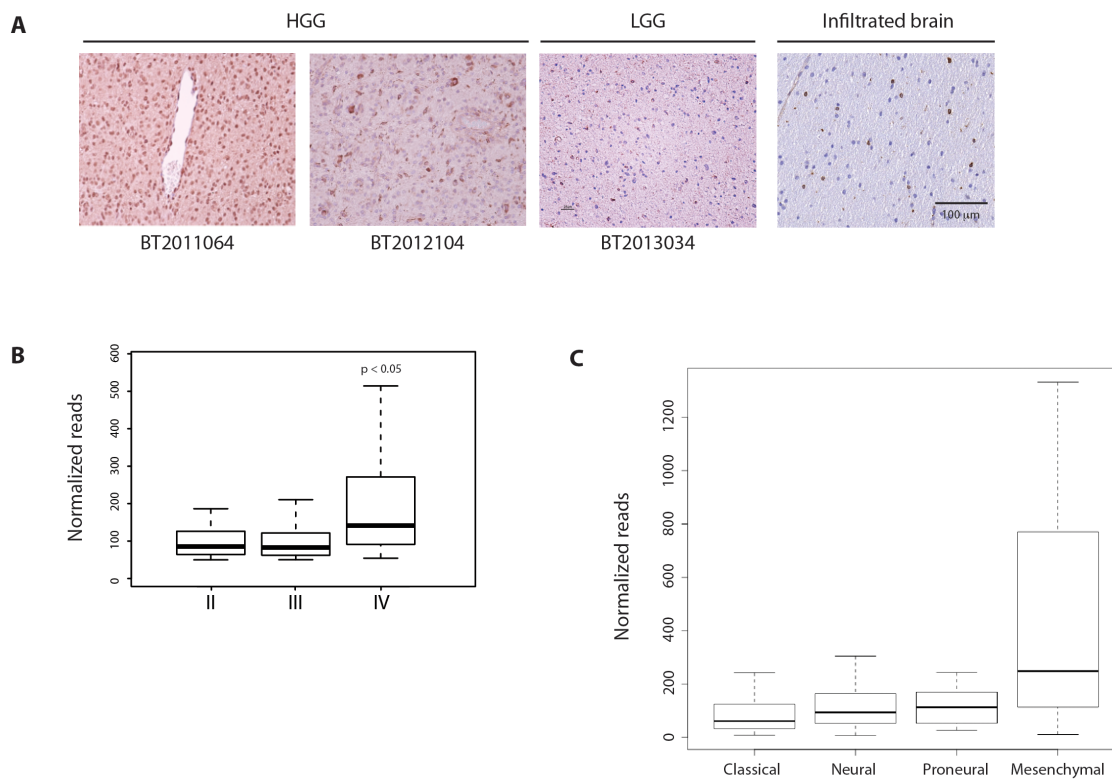 A
HGG
LGG
Infiltrated brain
100 µm
BT2011064
BT2012104
BT2013034
B
Normalized reads
600
500
400
300
200
100
0
p < 0.05
II
III
IV
C
Normalized reads
1200
1000
800
600
400
200
0
Classical
Neural
Proneural
Mesenchymal